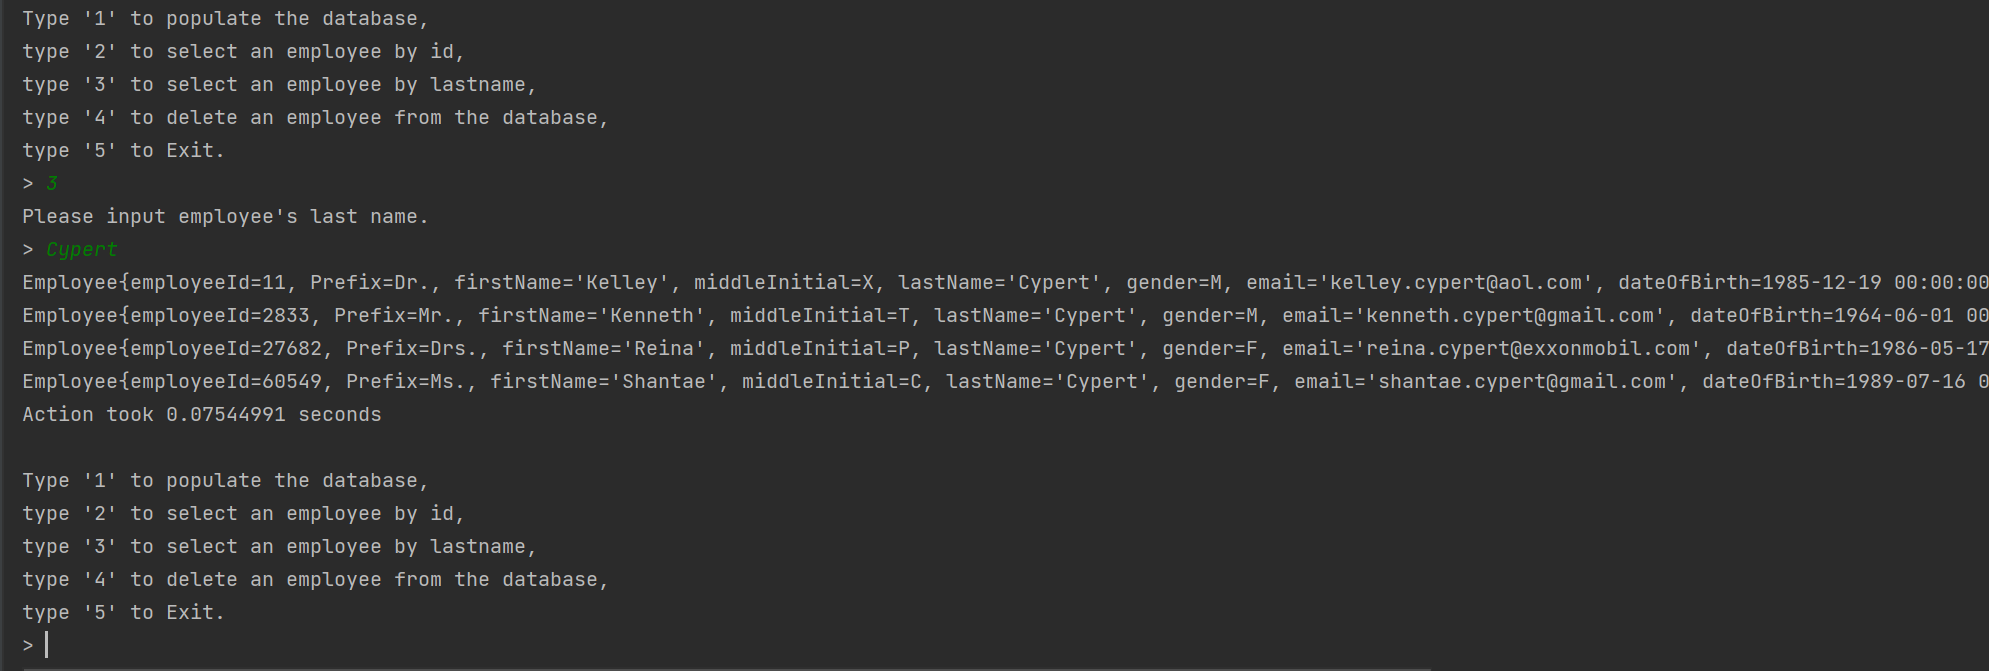 Type '1' to populate the database,
type '2' to select an employee by id,
type '3' to select an employee by lastname,
type '4' to delete an employee from the database,
type '5' to Exit.
> 3
Please input employee's last name.
> Cypert
Employee{employeeId=11, Prefix=Dr., firstName='Kelley', middleInitial=X, lastName='Cypert', gender=M, email='kelley.cypert@aol.com', dateOfBirth=1985-12-19 00:00:00
Employee{employeeId=2833, Prefix=Mr., firstName='Kenneth', middleInitial=T, lastName='Cypert', gender=M, email='kenneth.cypert@gmail.com', dateOfBirth=1964-06-01 00
Employee{employeeId=27682, Prefix=Drs., firstName='Reina', middleInitial=P, lastName='Cypert', gender=F, email='reina.cypert@exxonmobil.com', dateOfBirth=1986-05-17
Employee{employeeId=60549, Prefix=Ms., firstName='Shantae', middleInitial=C, lastName='Cypert', gender=F, email='shantae.cypert@gmail.com', dateOfBirth=1989-07-16 0
Action took 0.07544991 seconds
Type '1' to populate the database,
type '2' to select an employee by id,
type '3' to select an employee by lastname,
type '4' to delete an employee from the database,
type '5' to Exit.
>